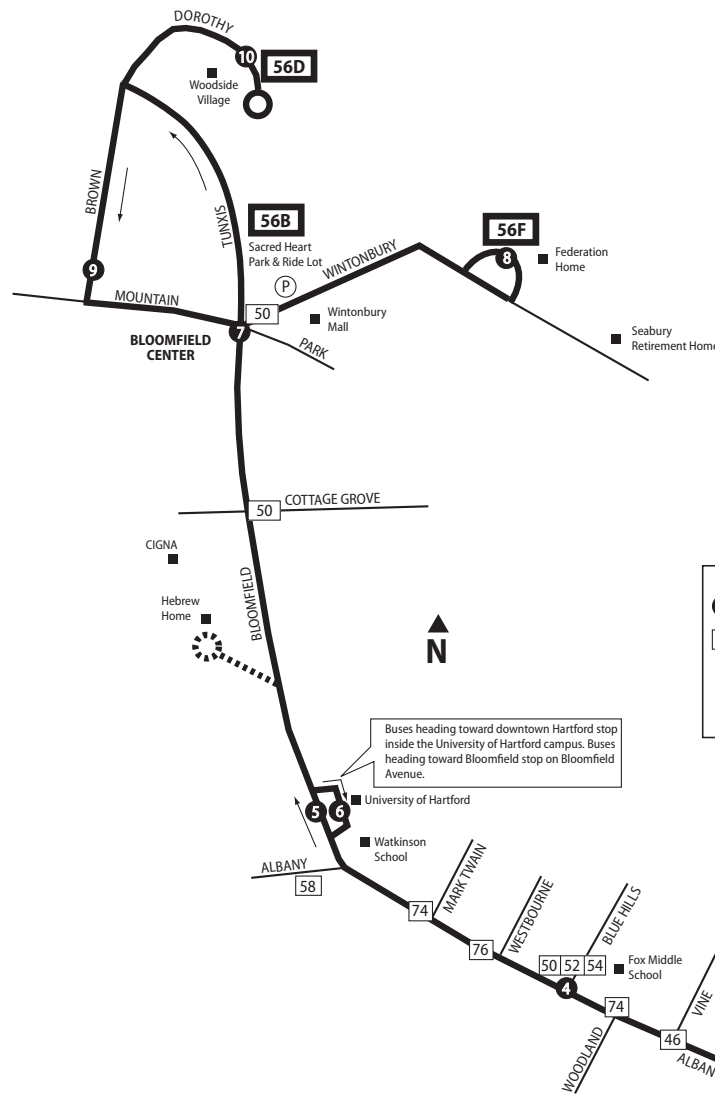 DOROTHY
10
56D
Woodside
Village
BROWN
TUNXIS
56B
Sacred Heart
Park & Ride Lot
P
WINTONBURY
56F
8
Federation
Home
9
MOUNTAIN
50
Wintonbury
Mall
Seabury
Retirement Home
BLOOMFIELD
CENTER
7
PARK
50
COTTAGE GROVE
CIGNA
BLOOMFIELD
Hebrew
Home
N
Buses heading toward downtown Hartford stop
inside the University of Hartford campus. Buses
heading toward Bloomfield stop on Bloomfield
Avenue.
5
6
University of Hartford
Watkinson
School
ALBANY
58
MARK TWAIN
74
WESTBOURNE
76
BLUE HILLS
50 52 54
Fox Middle
School
4
74
WOODLAND
VINE
46
ALBAN